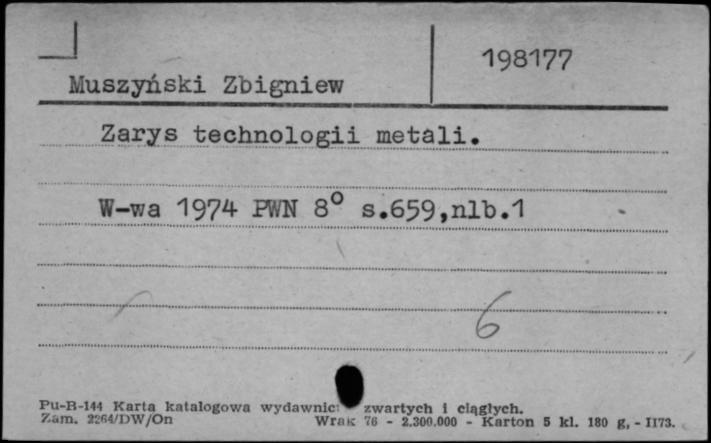 198177
Muszyński Zbigniew
Zarys technologii metali.
W-wa 1974 PWN 8° s.659,nlb.1
6
Pu-B-144 Karta katalogowa wydawnic zwartych i ciągłych.
Zam. 2264/DW/On Wrak 76 - 2.300.000 - Karton 5 kl. 180 g, - II73.